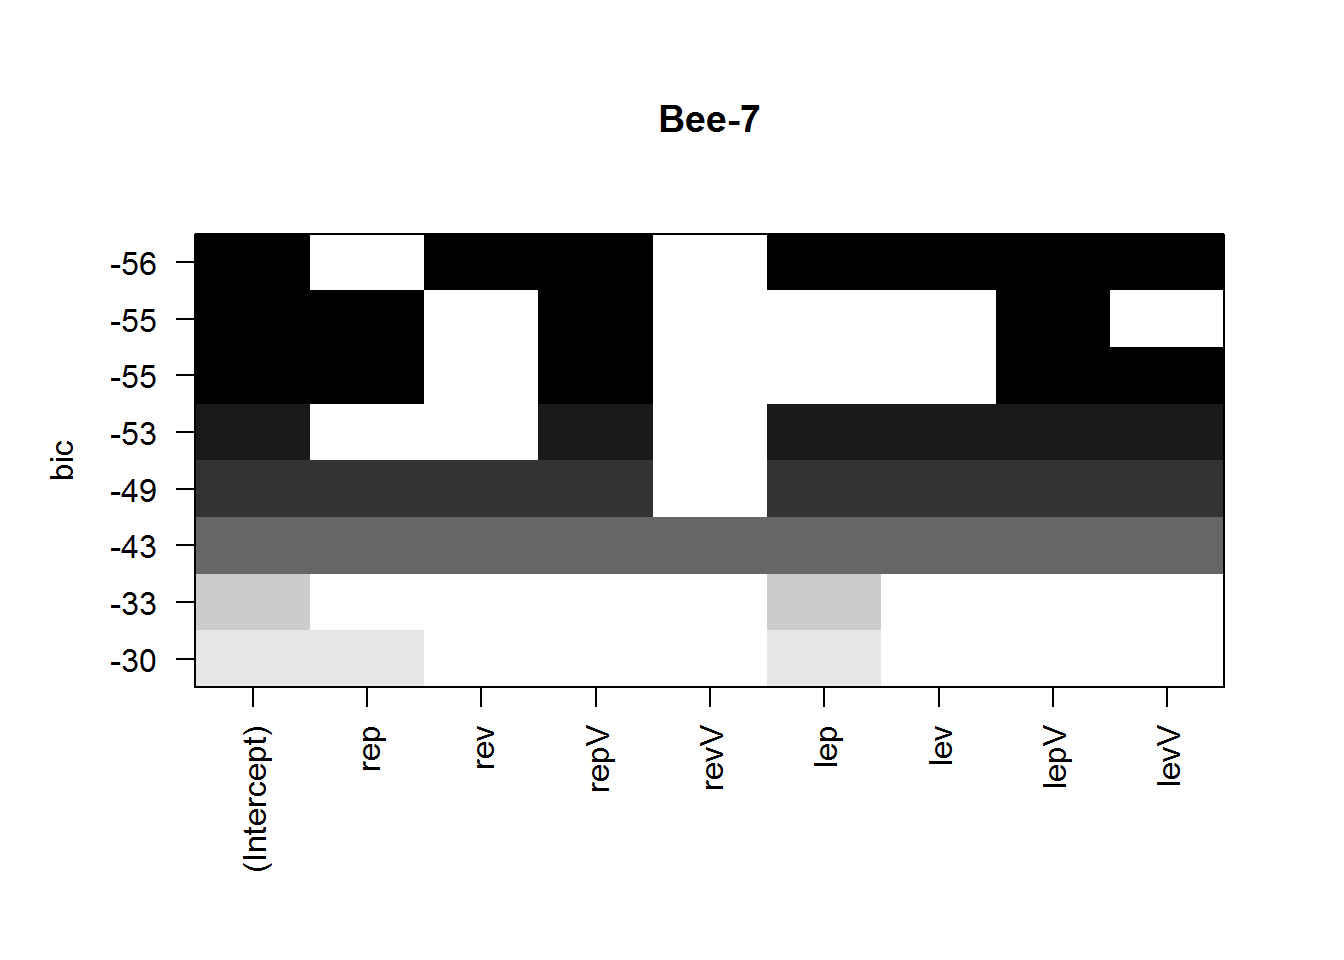 Bee-7
-56
-55
-55
-53
-49
-43
-33
-30
bic
(Intercept)
rep
rev
repV
revV
lep
lev
lepV
levV